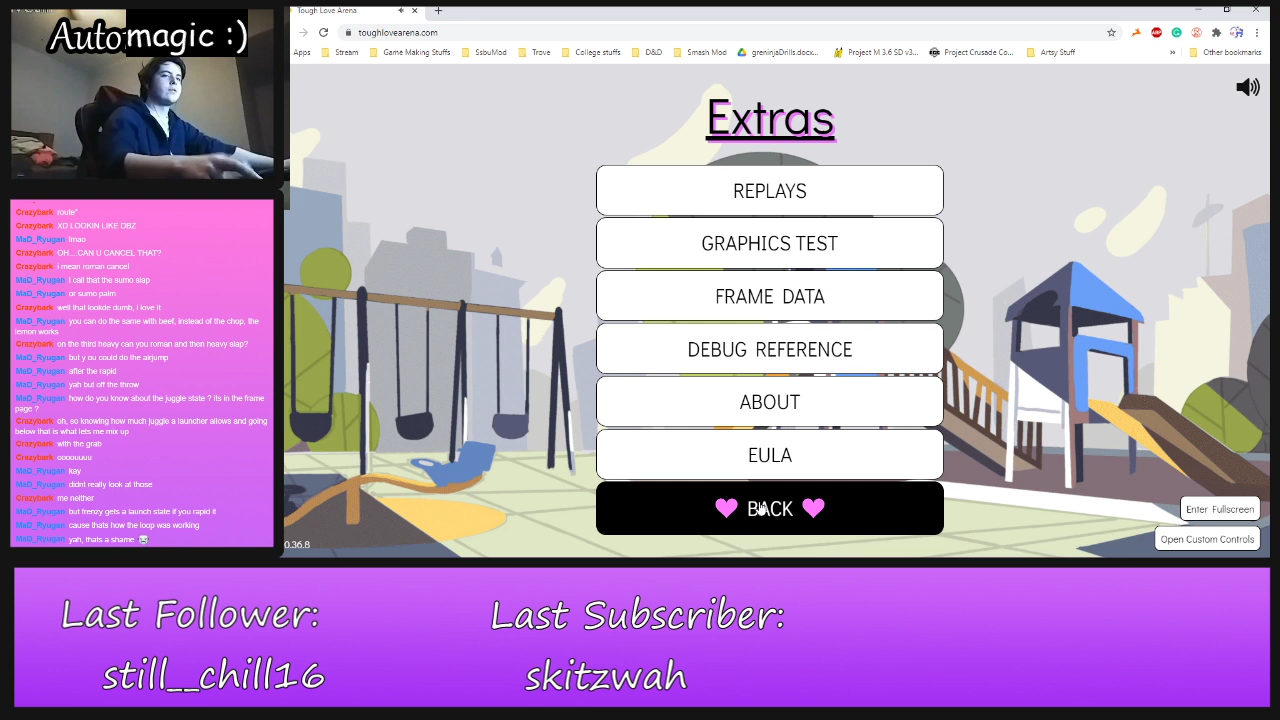 Automagic :)
Crazybark route*
Crazybark XD LOOKIN LIKE DBZ
MaD_Ryugan lmao
Crazybark OH....CAN U CANCEL THAT?
Crazybark i mean roman cancel
MaD_Ryugan i call that the sumo slap
MaD_Ryugan or sumo palm
Crazybark well that lookde dumb, i love it
MaD_Ryugan you can do the same with beef, instead of the chop, the
lemon works
Crazybark on the third heavy can you roman and then heavy slap?
MaD_Ryugan but y ou could do the airjump
MaD_Ryugan after the rapid
MaD_Ryugan yah but off the throw
MaD_Ryugan how do you know about the juggle state ? its in the frame
page ?
Crazybark oh, so knowing how much juggle a launcher allows and going
below that is what lets me mix up
Crazybark with the grab
Crazybark oooouuuu
MaD_Ryugan kay
MaD_Ryugan didnt really look at those
Crazybark me neither
MaD_Ryugan but frenzy gets a launch state if you rapid it
MaD_Ryugan cause thats how the loop was working
MaD_Ryugan yah, thats a shame
Tough Love Arena
toughlovearena.com
Apps Stream Game Making Stuffs SsbuMod Trove College stuffs D&D Smash Mod greninjaDrills.docx... Project M 3.6 SD v3... Project Crusade Co... Artsy Stuff » Other bookmarks
Extras
REPLAYS
GRAPHICS TEST
FRAME DATA
DEBUG REFERENCE
ABOUT
EULA
BACK
Enter Fullscreen
Open Custom Controls
0.36.8
Last Follower:
still__chill16
Last Subscriber:
skitzwah